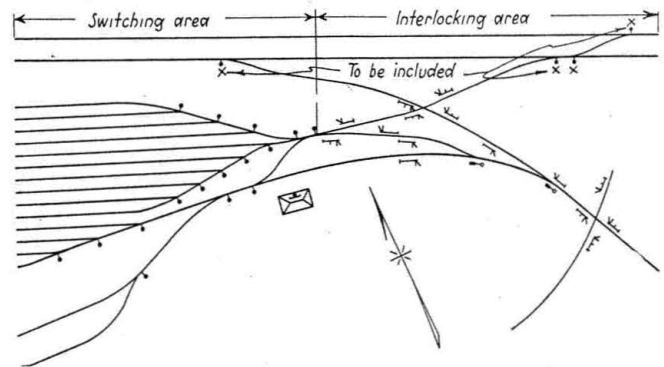 Switching area
Interlocking area
x
To be included
x
x
x